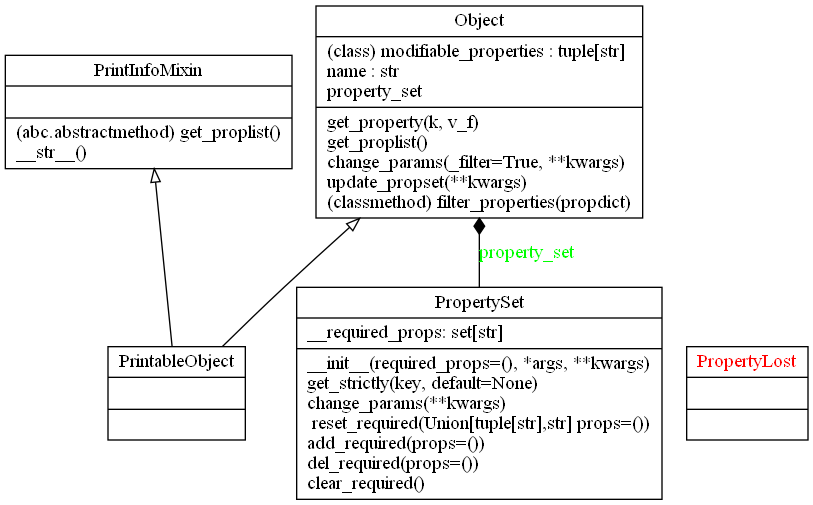 Object
(class) modifiable_properties : tuple[str]
name : str
property_set
get_property(k, v_f)
get_proplist()
change_params(_filter=True, **kwargs)
update_propset(**kwargs)
(classmethod) filter_properties(propdict)
PrintInfoMixin
(abc.abstractmethod) get_proplist()
__str__()
property_set
PrintableObject
PropertySet
__required_props: set[str]
__init__(required_props=(), *args, **kwargs)
get_strictly(key, default=None)
change_params(**kwargs)
reset_required(Union[tuple[str],str] props=())
add_required(props=())
del_required(props=())
clear_required()
PropertyLost